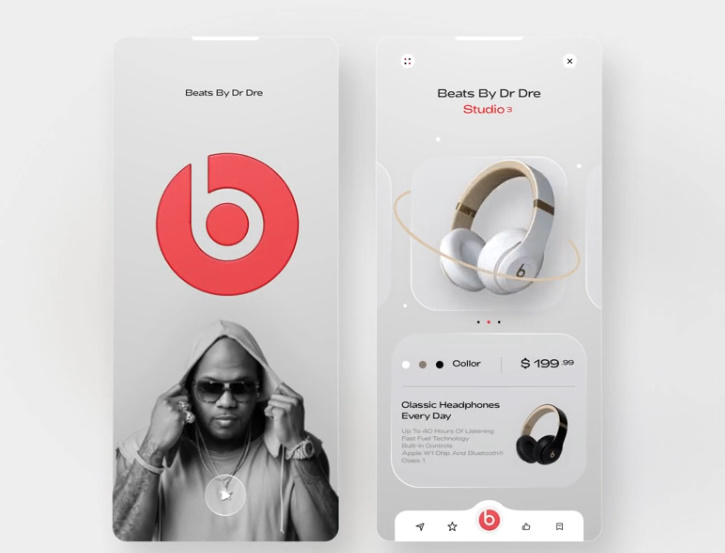 Beats By Dr Dre
Beats By Dr Dre
Studio 3
Collor
$ 199.99
Classic Headphones
Every Day
Up To 40 Hours Of Listening
Fast Fuel Technology
Built-In Controls
Apple W1 Chip And Bluetooth®
Class 1